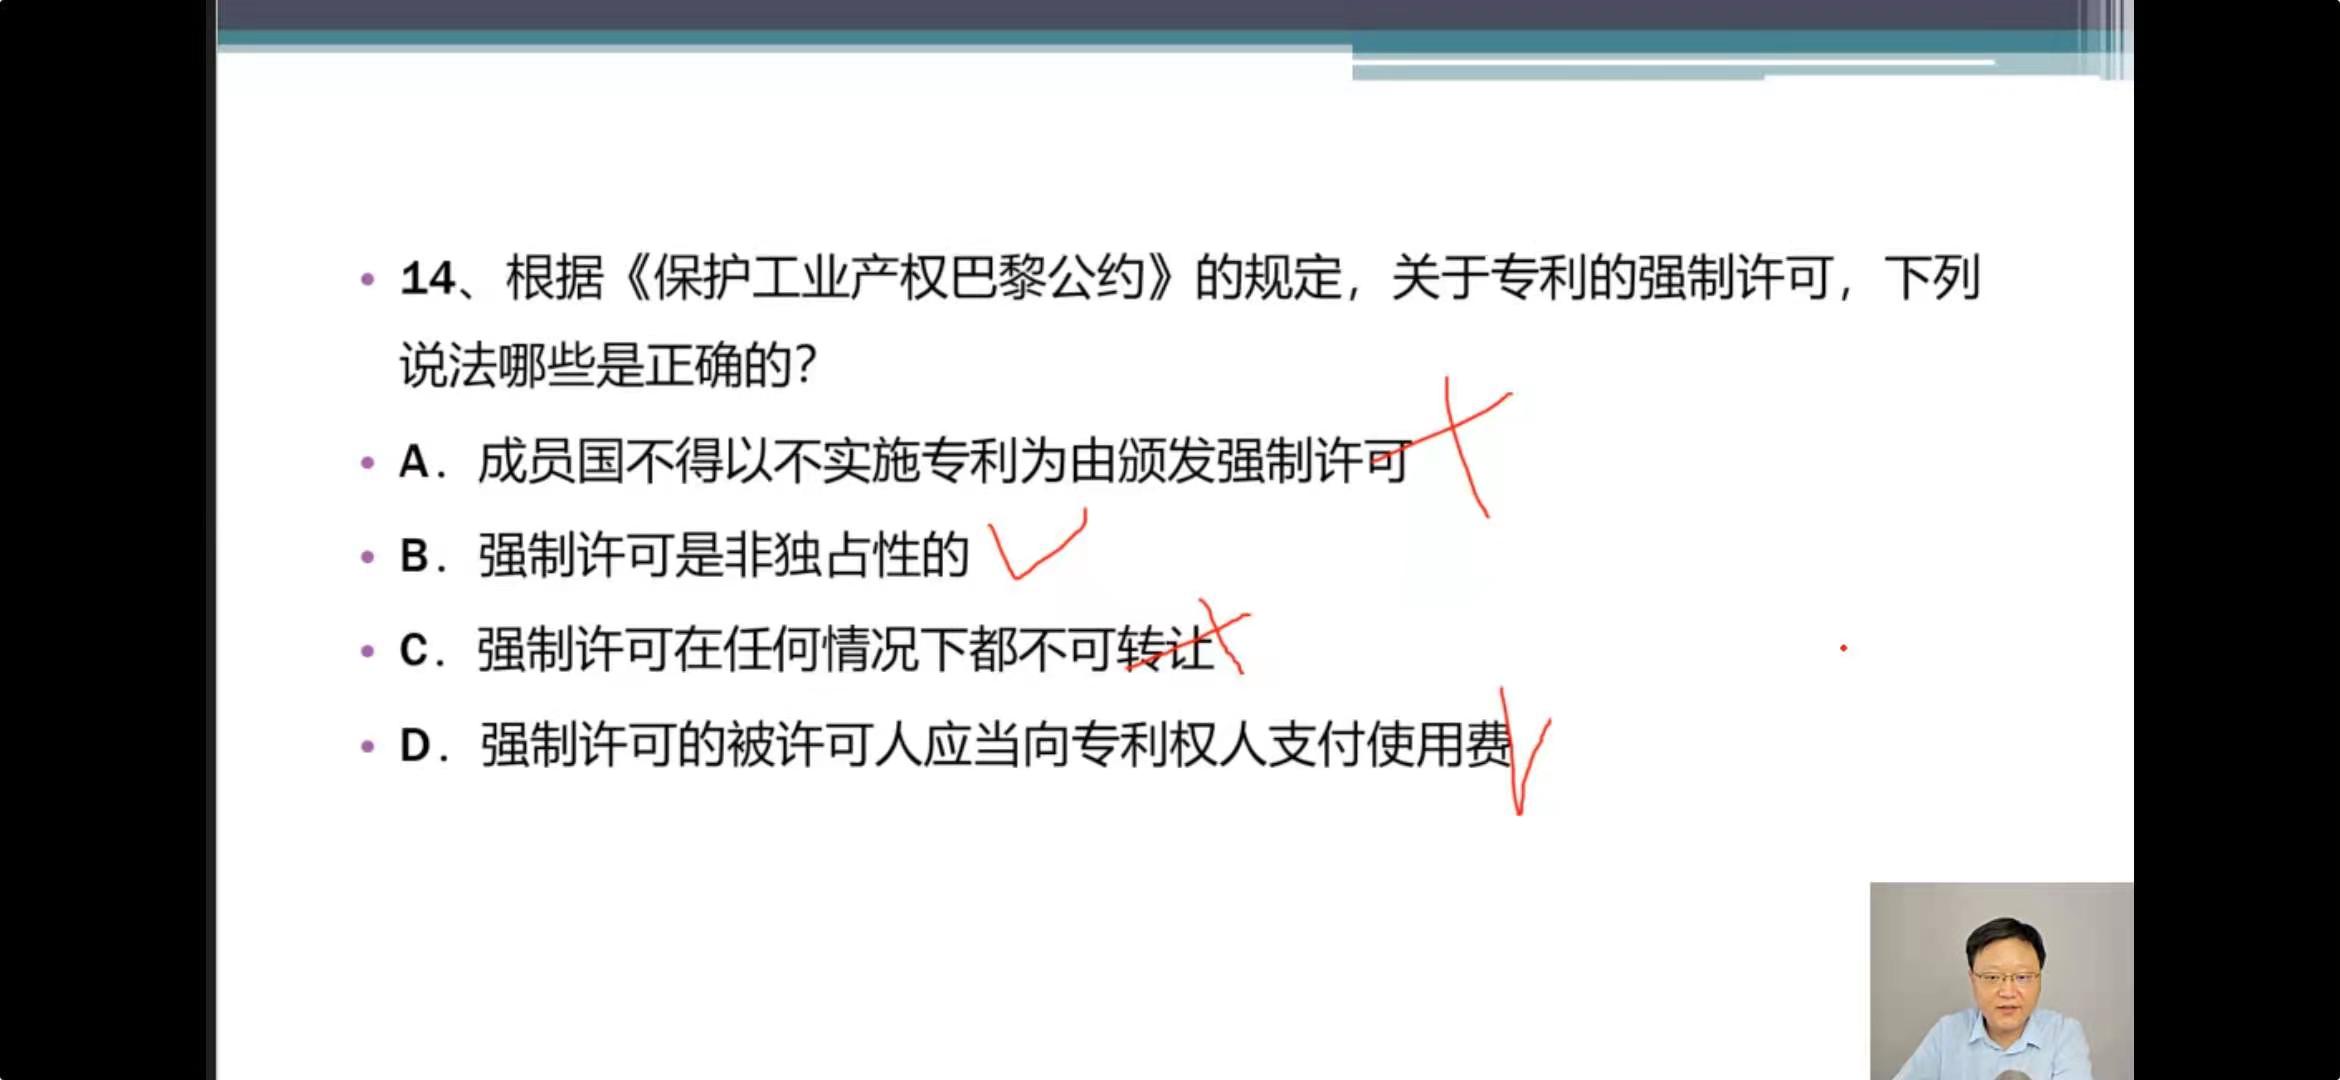 14、根据《保护工业产权巴黎公约》的规定，关于专利的强制许可，下列
说法哪些是正确的？
A．成员国不得以不实施专利为由颁发强制许可
B．强制许可是非独占性的
C．强制许可在任何情况下都不可转让
D．强制许可的被许可人应当向专利权人支付使用费